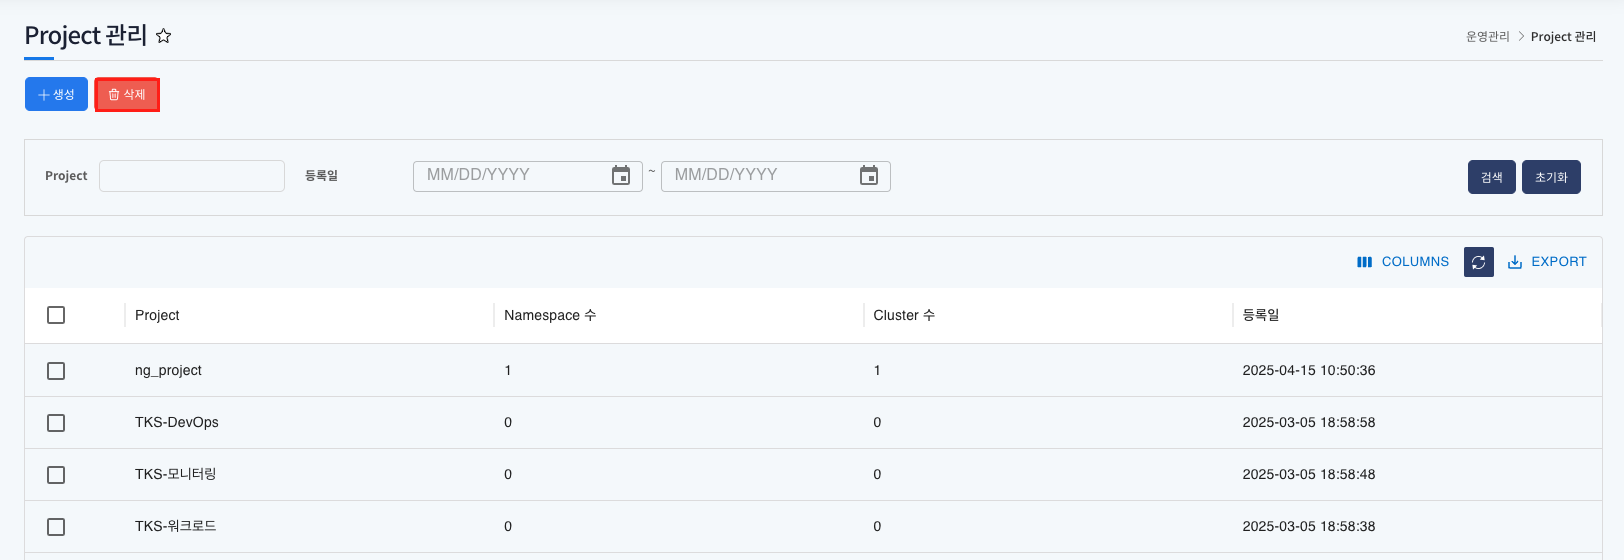 Project 관리
운영관리 > Project 관리
생성 삭제
Project 등록일 MM/DD/YYYY ~ MM/DD/YYYY 검색 초기화
COLUMNS EXPORT
Project Namespace 수 Cluster 수 등록일
ng_project 1 1 2025-04-15 10:50:36
TKS-DevOps 0 0 2025-03-05 18:58:58
TKS-모니터링 0 0 2025-03-05 18:58:48
TKS-워크로드 0 0 2025-03-05 18:58:38